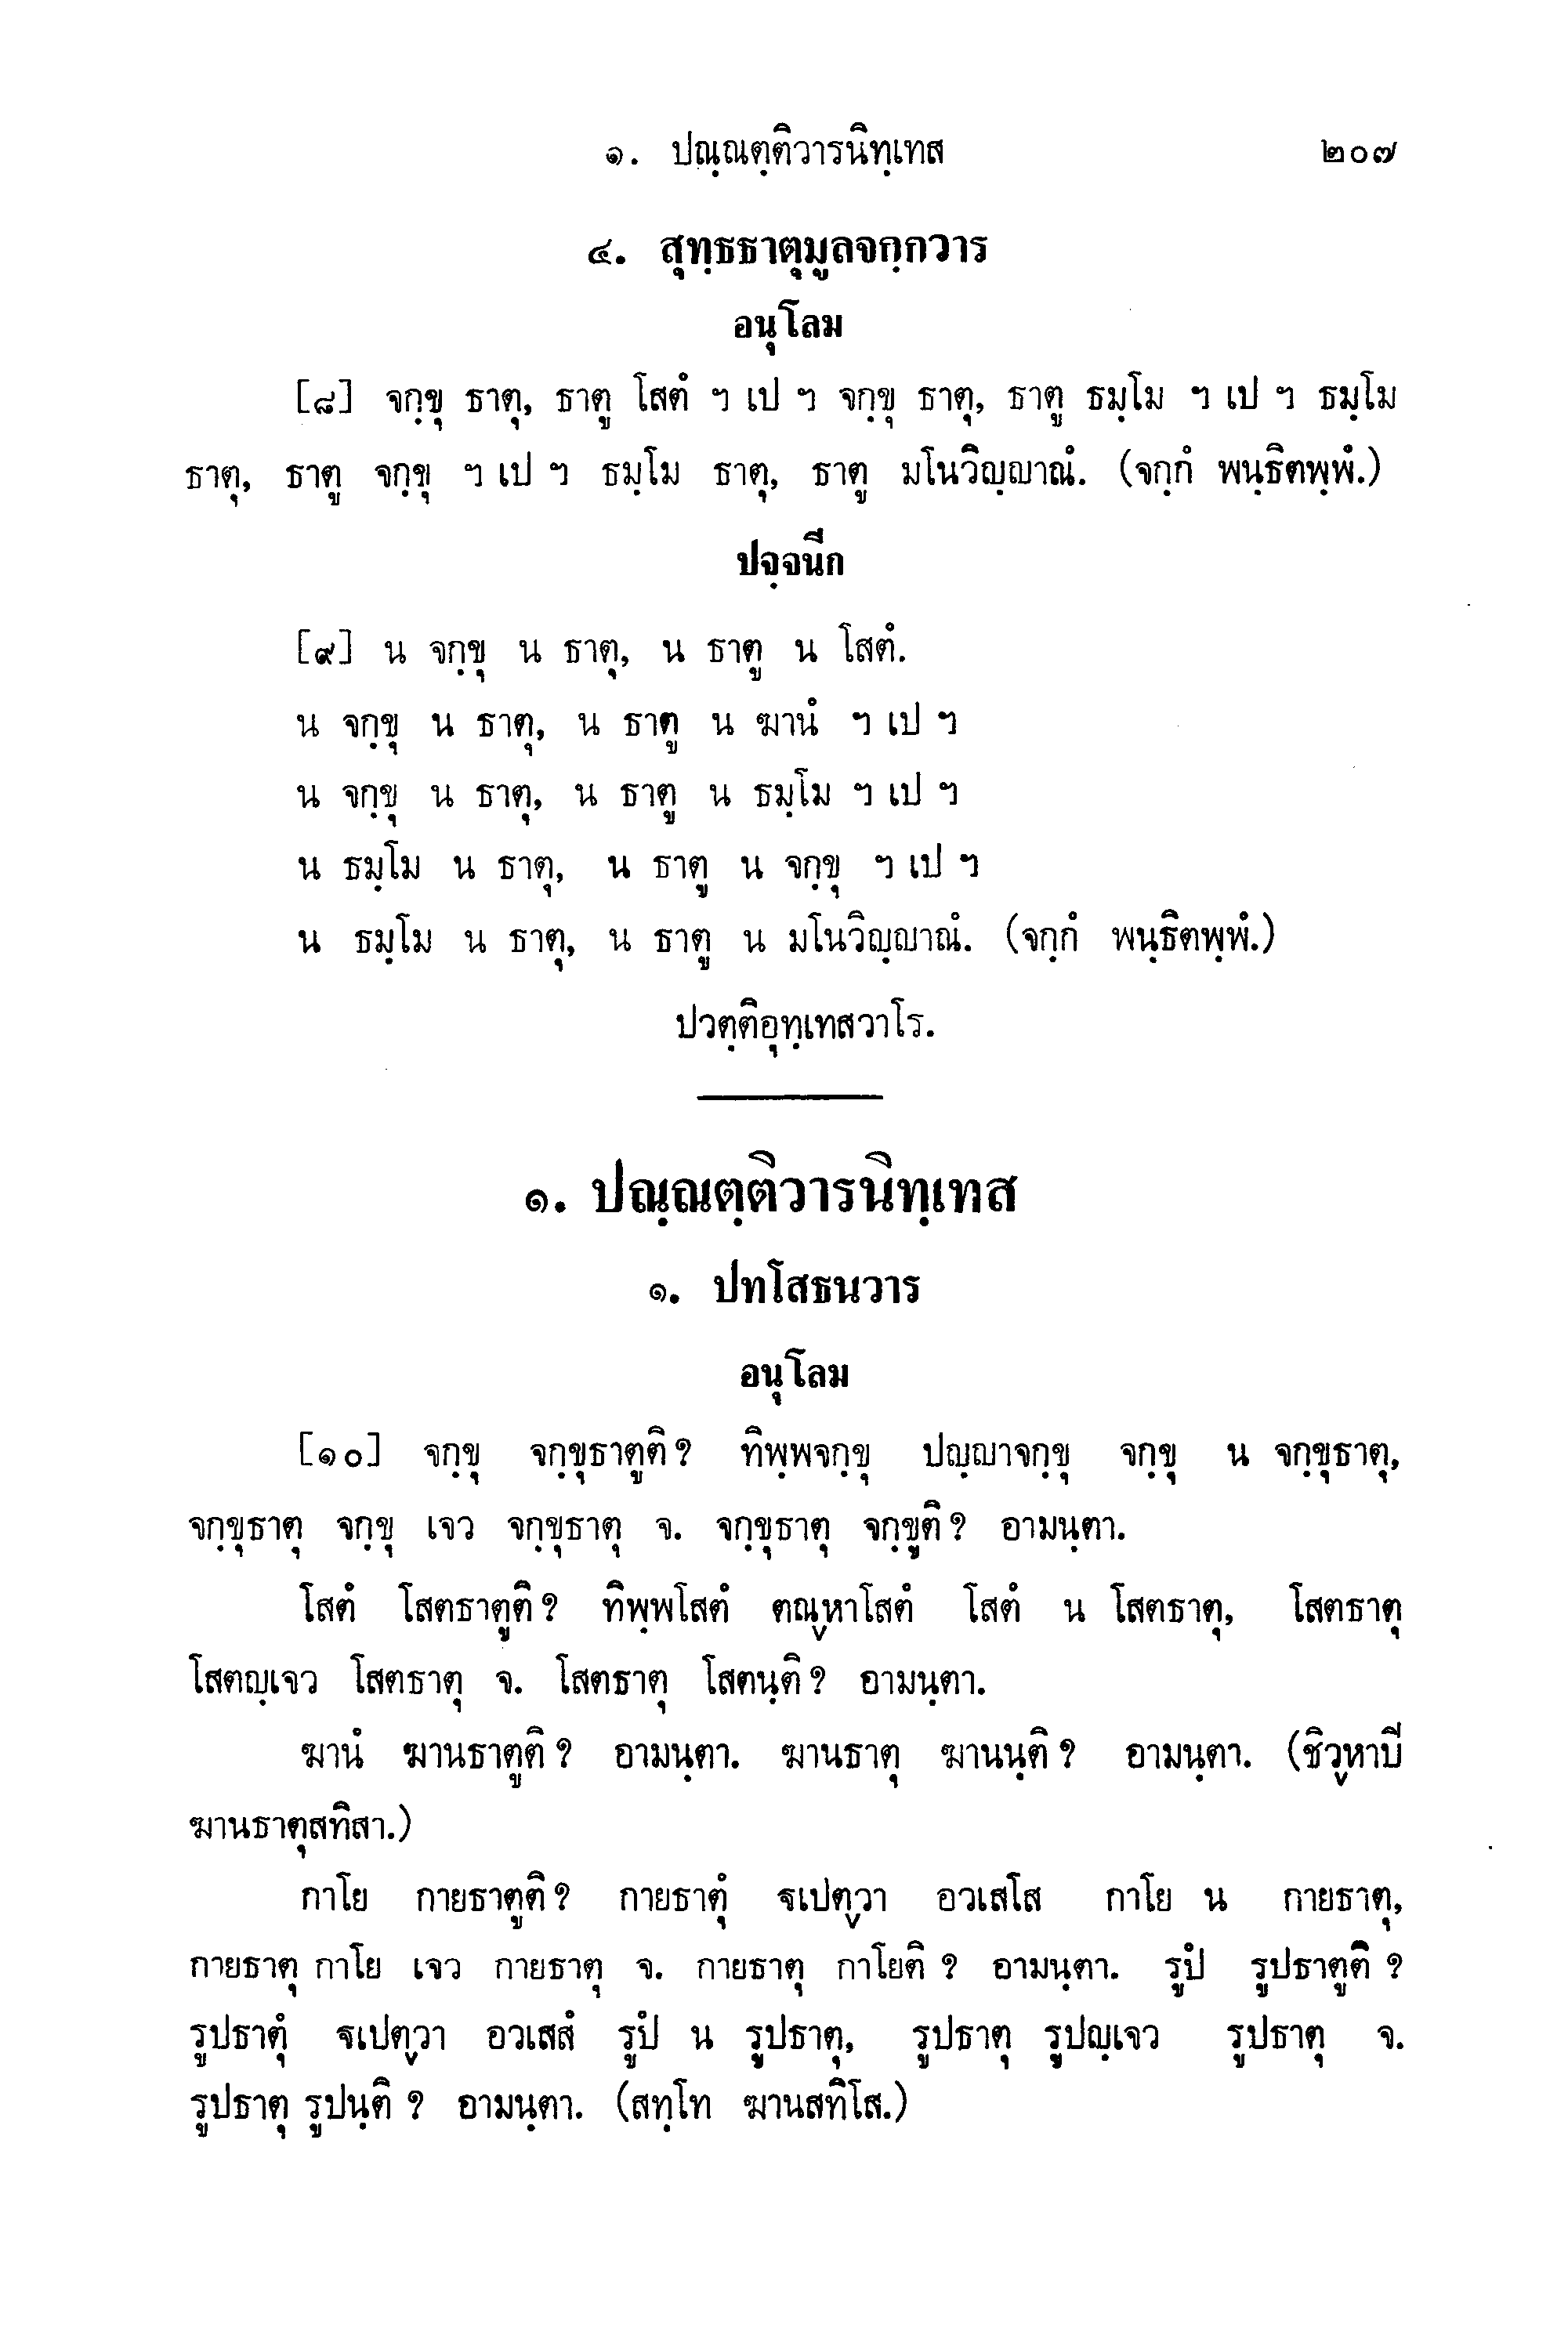 ๑. ปณฺณตฺติวารนิทฺเทส ๒๐๗
๔. สุทฺธธาตุมูลจกฺกวาร
อนุโลม
[๘] จกฺขุ ธาตุ, ธาตู โสตํ ฯ เป ฯ จกฺขุ ธาตุ, ธาตู ธมฺโม ฯ เป ฯ ธมฺโม
ธาตุ, ธาตู จกฺขุ ฯ เป ฯ ธมฺโม ธาตุ, ธาตู มโนวิญฺญาณํ. (จกฺกํ พนฺธิตพฺพํ.)
ปจฺจนีก
[๙] น จกฺขุ น ธาตุ, น ธาตู น โสตํ.
น จกฺขุ น ธาตุ, น ธาตู น ฆานํ ฯ เป ฯ
น จกฺขุ น ธาตุ, น ธาตู น ธมฺโม ฯ เป ฯ
น ธมฺโม น ธาตุ, น ธาตู น จกฺขุ ฯ เป ฯ
น ธมฺโม น ธาตุ, น ธาตู น มโนวิญฺญาณํ. (จกฺกํ พนฺธิตพฺพํ.)
ปวตฺติอุทฺเทสวาโร.
๑. ปณฺณตฺติวารนิทฺเทส
๑. ปทโสธนวาร
อนุโลม
[๑๐] จกฺขุ จกฺขุธาตูติ? ทิพฺพจกฺขุ ปญฺญาจกฺขุ จกฺขุ น จกฺขุธาตุ,
จกฺขุธาตุ จกฺขุ เจว จกฺขุธาตุ จ. จกฺขุธาตุ จกฺขูติ? อามนฺตา.
โสตํ โสตธาตูติ? ทิพฺพโสตํ ตณฺหาโสตํ โสตํ น โสตธาตุ, โสตธาตุ
โสตญฺเจว โสตธาตุ จ. โสตธาตุ โสตนฺติ? อามนฺตา.
ฆานํ ฆานธาตูติ? อามนฺตา. ฆานธาตุ ฆานนฺติ? อามนฺตา. (ชิวฺหาปี
ฆานธาตุสทิสา.)
กาโย กายธาตูติ? กายธาตุํ ฐเปตฺวา อวเสโส กาโย น กายธาตุ,
กายธาตุ กาโย เจว กายธาตุ จ. กายธาตุ กาโยติ? อามนฺตา. รูปํ รูปธาตูติ?
รูปธาตุํ ฐเปตฺวา อวเสสํ รูปํ น รูปธาตุ, รูปธาตุ รูปญฺเจว รูปธาตุ จ.
รูปธาตุ รูปนฺติ? อามนฺตา. (สทฺโท ฆานสทิโส.)